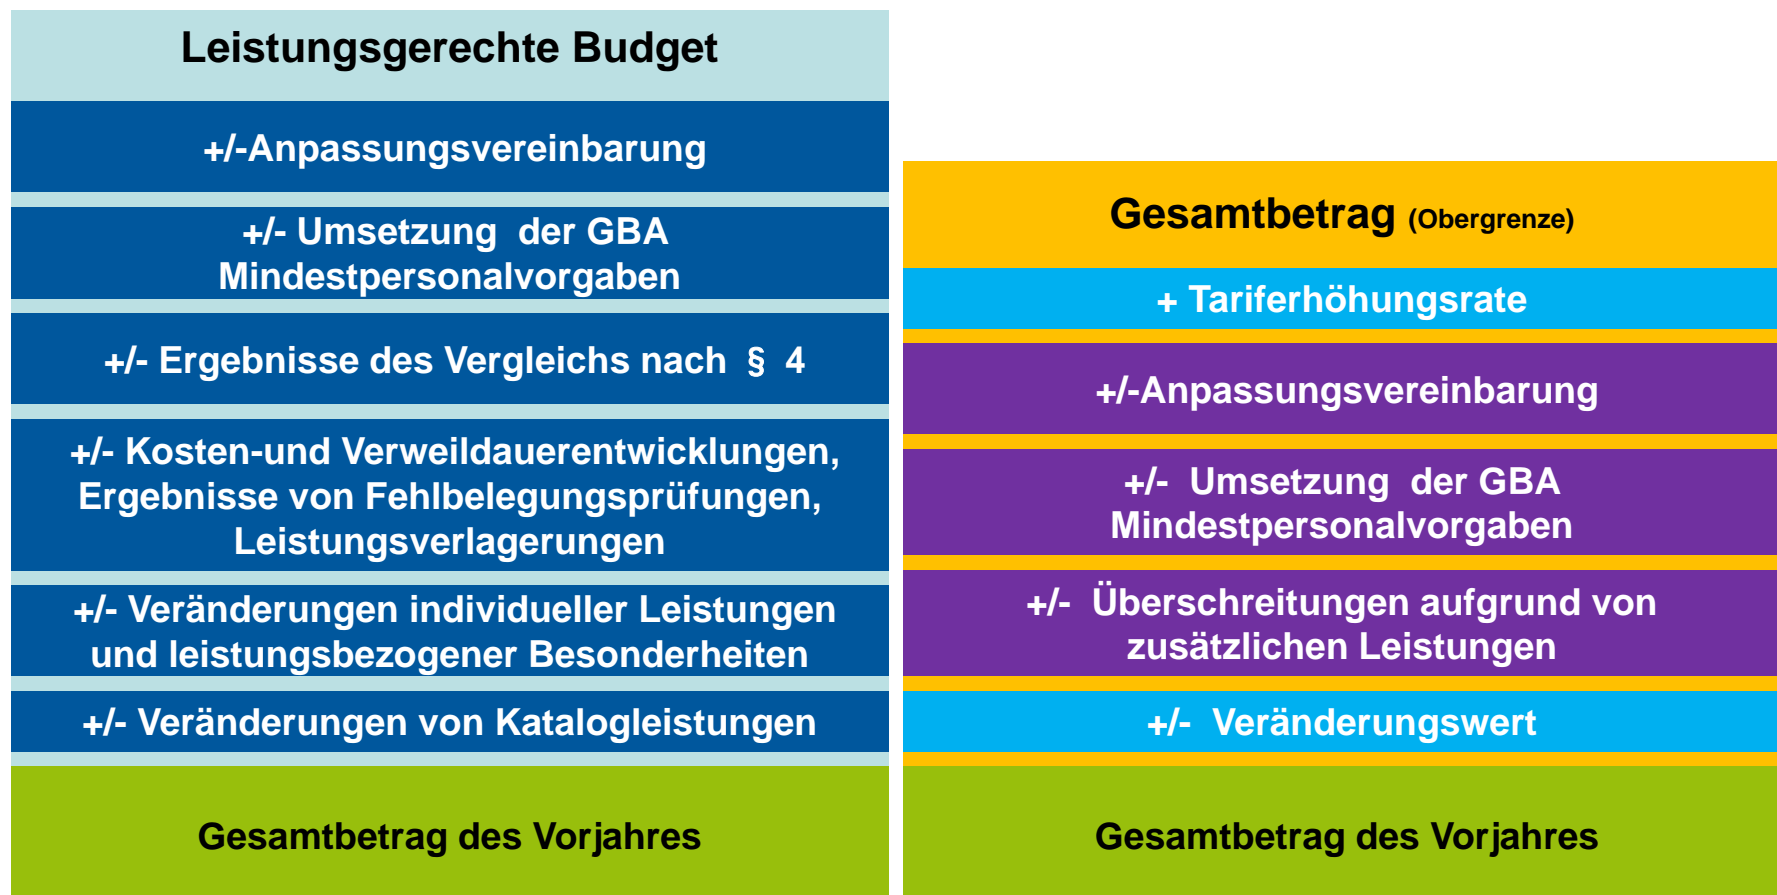 Leistungsgerechte Budget
+/-Anpassungsvereinbarung
+/- Umsetzung der GBA
Mindestpersonalvorgaben
+/- Ergebnisse des Vergleichs nach § 4
+/- Kosten-und Verweildauerentwicklungen,
Ergebnisse von Fehlbelegungsprüfungen,
Leistungsverlagerungen
+/- Veränderungen individueller Leistungen
und leistungsbezogener Besonderheiten
+/- Veränderungen von Katalogleistungen
Gesamtbetrag des Vorjahres
Gesamtbetrag (Obergrenze)
+ Tariferhöhungsrate
+/-Anpassungsvereinbarung
+/- Umsetzung der GBA
Mindestpersonalvorgaben
+/- Überschreitungen aufgrund von
zusätzlichen Leistungen
+/- Veränderungswert
Gesamtbetrag des Vorjahres